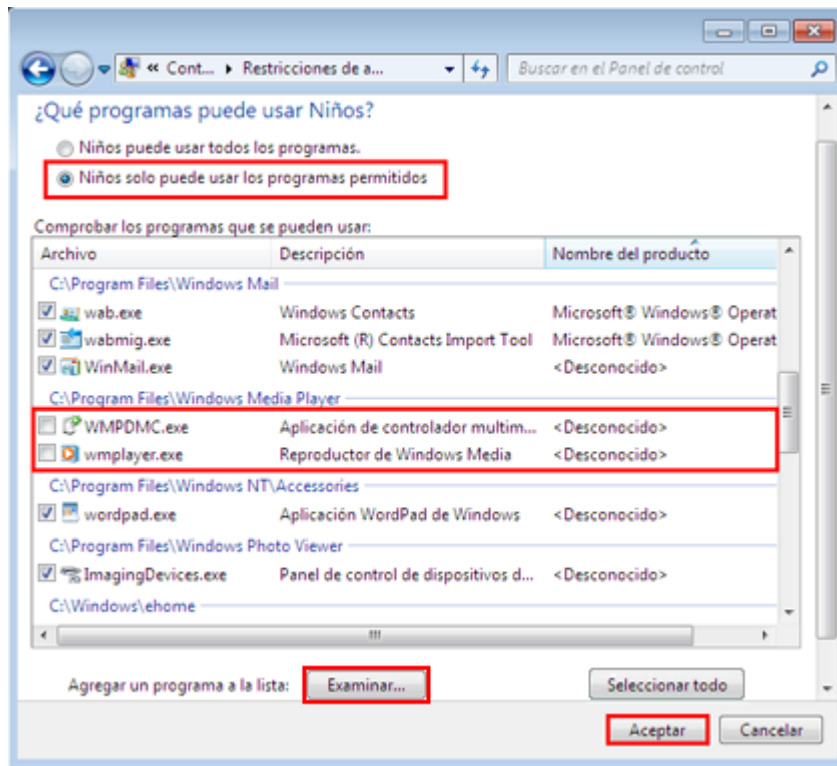 « Cont... ▸ Restricciones de a...
Buscar en el Panel de control
¿Qué programas puede usar Niños?
Niños puede usar todos los programas.
Niños solo puede usar los programas permitidos
Comprobar los programas que se pueden usar:
Archivo Descripción Nombre del producto
C:\Program Files\Windows Mail
wab.exe Windows Contacts Microsoft® Windows® Operat
wabmig.exe Microsoft (R) Contacts Import Tool Microsoft® Windows® Operat
WinMail.exe Windows Mail <Desconocido>
C:\Program Files\Windows Media Player
WMPDMC.exe Aplicación de controlador multim... <Desconocido>
wmplayer.exe Reproductor de Windows Media <Desconocido>
C:\Program Files\Windows NT\Accessories
wordpad.exe Aplicación WordPad de Windows <Desconocido>
C:\Program Files\Windows Photo Viewer
ImagingDevices.exe Panel de control de dispositivos d... <Desconocido>
C:\Windows\ehome
Agregar un programa a la lista: Examinar... Seleccionar todo
Aceptar Cancelar